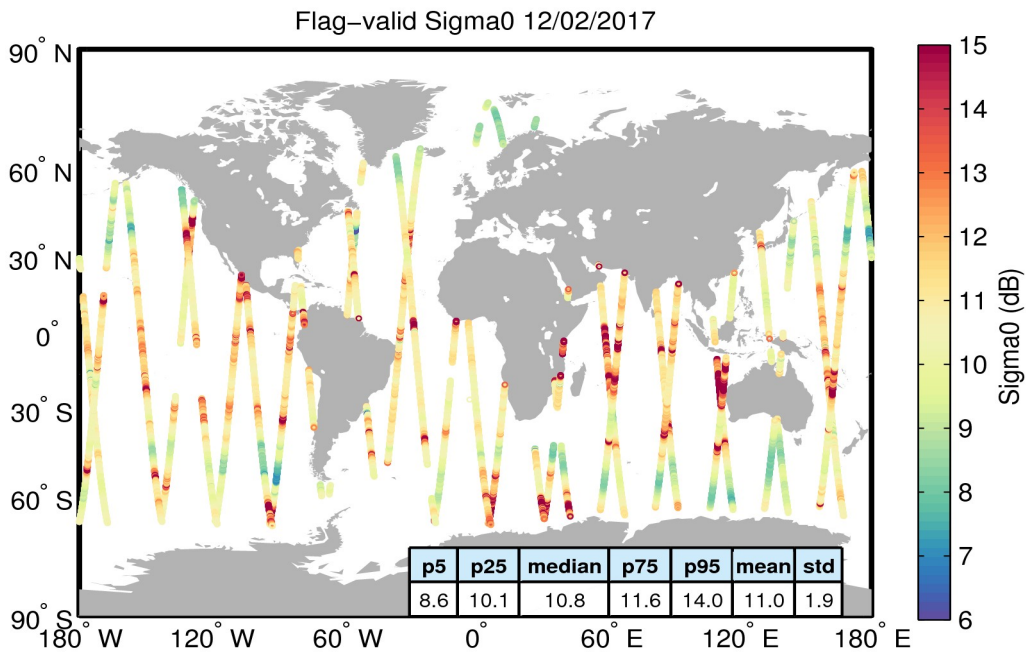 Flag−valid Sigma0 12/02/2017
90° N
60° N
30° N
0°
30° S
60° S
90° S
180° W
120° W
60° W
0°
60° E
120° E
180° E
15
14
13
12
11
10
9
8
7
6
Sigma0 (dB)
p5 p25 median p75 p95 mean std
8.6 10.1 10.8 11.6 14.0 11.0 1.9